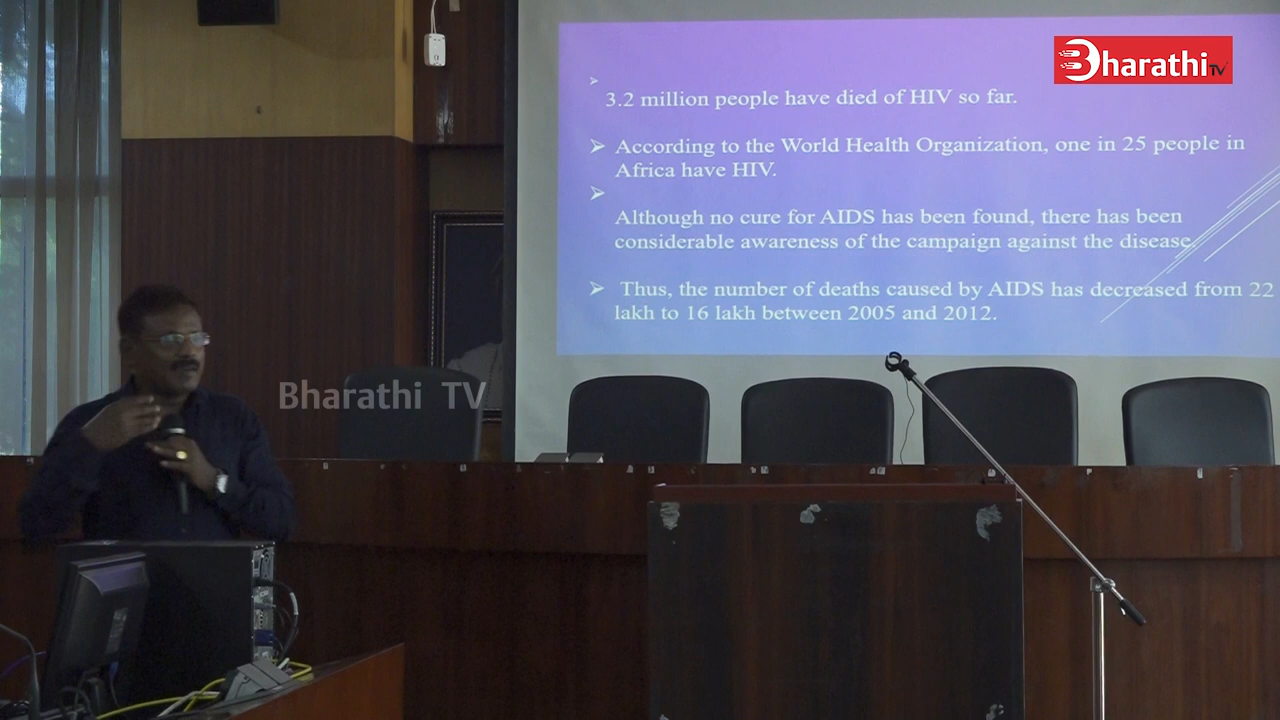 Bharathi TV
3.2 million people have died of HIV so far.
➢ According to the World Health Organization, one in 25 people in
Africa have HIV.
➢
Although no cure for AIDS has been found, there has been
considerable awareness of the campaign against the disease.
➢ Thus, the number of deaths caused by AIDS has decreased from 22
lakh to 16 lakh between 2005 and 2012.
Bharathi TV